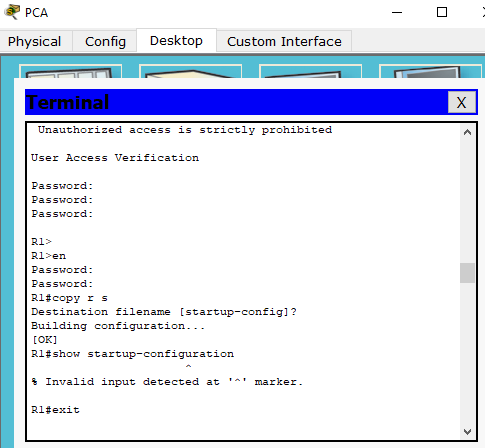 PCA
Physical Config Desktop Custom Interface
Terminal X
Unauthorized access is strictly prohibited
User Access Verification
Password:
Password:
Password:
R1>
R1>en
Password:
Password:
R1#copy r s
Destination filename [startup-config]?
Building configuration...
[OK]
R1#show startup-configuration
^
% Invalid input detected at '^' marker.
R1#exit